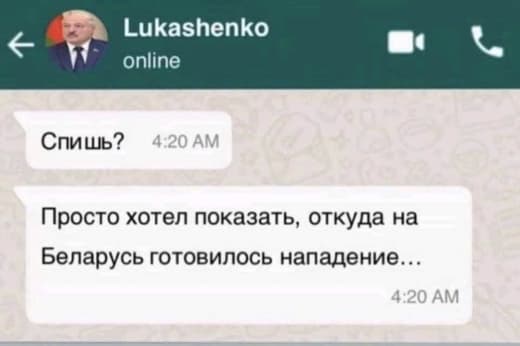 Lukashenko
online
Спишь? 4:20 AM
Просто хотел показать, откуда на
Беларусь готовилось нападение...
4:20 AM